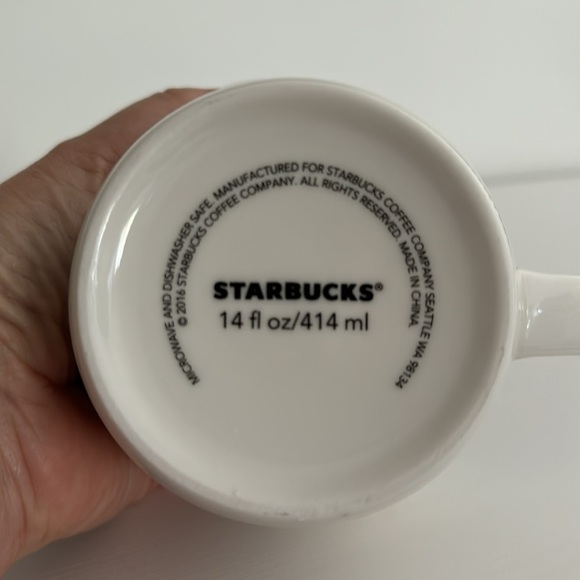 MICROWAVE AND DISHWASHER SAFE. MANUFACTURED FOR STARBUCKS COFFEE COMPANY SEATTLE WA 98134
© 2016 STARBUCKS COFFEE COMPANY. ALL RIGHTS RESERVED. MADE IN CHINA.
STARBUCKS®
14 fl oz/414 ml